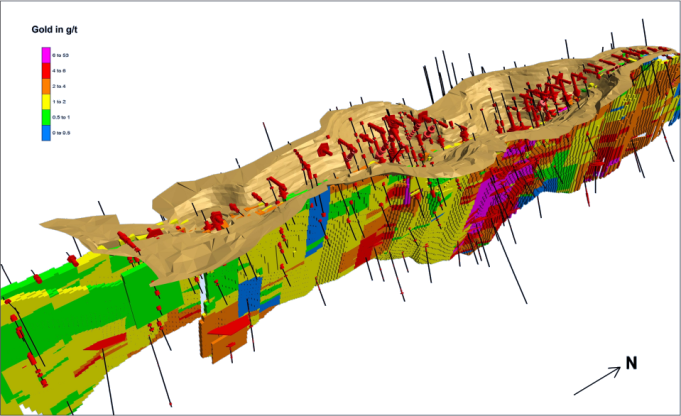 Gold in g/t
6 to 53
4 to 6
2 to 4
1 to 2
0.5 to 1
0 to 0.5
N